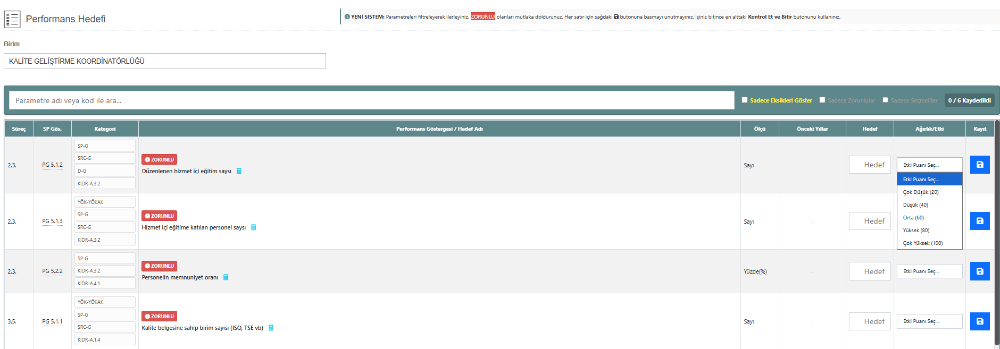 Performans Hedefi
YENİ SİSTEM: Parametreleri filtreleyerek ilerleyiniz. ZORUNLU olanları mutlaka doldurunuz. Her satır için sağdaki butonuna basmayı unutmayınız. İşiniz bitince en alttaki Kontrol Et ve Bitir butonunu kullanınız.
Birim
KALİTE GELİŞTİRME KOORDİNATÖRLÜĞÜ
Parametre adı veya kod ile ara...
Sadece Eksikleri Göster
Sadece Zorunlular
Sadece Seçmeliler
0 / 6 Kaydedildi
Süreç SP Gös. Kategori Performans Göstergesi / Hedef Adı Ölçü Önceki Yıllar Hedef Ağırlık/Etki Kayıt
2.3.
PG 5.1.2
SP-G
SRC-G
D-G
KİDR-A.3.2
ZORUNLU
Düzenlenen hizmet içi eğitim saysı
Sayı
-
Hedef
Etki Puanı Seç...
Etki Puanı Seç...
Çok Düşük (20)
Düşük (40)
Orta (60)
Yüksek (80)
Çok Yüksek (100)
2.3.
PG 5.1.3
YÖK-YÖKAK
SP-G
SRC-G
KİDR-A.3.2
ZORUNLU
Hizmet içi eğitime katılan personel saysı
Sayı
-
Hedef
2.3.
PG 5.2.2
SP-G
KİDR-A.3.2
KİDR-A.4.1
ZORUNLU
Personelin memnuniyet oranı
Yüzde(%)
-
Hedef
Etki Puanı Seç...
3.5.
PG 5.1.1
YÖK-YÖKAK
SP-G
SRC-G
KİDR-A.1.4
ZORUNLU
Kalite belgesine sahip birim sayısı (ISO, TSE vb)
Sayı
-
Hedef
Etki Puanı Seç...